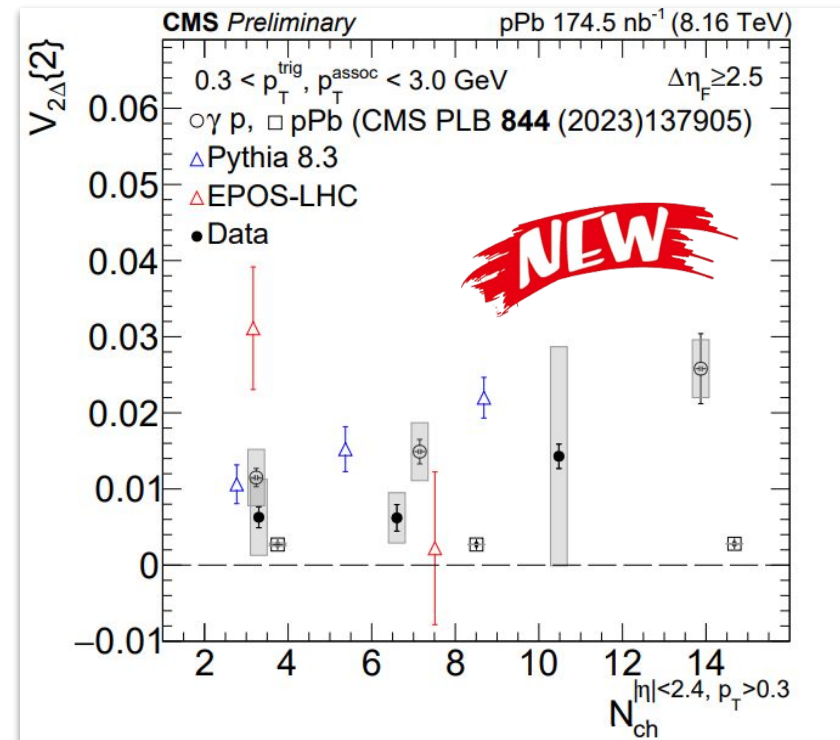 CMS Preliminary pPb 174.5 nb⁻¹ (8.16 TeV)
V₂Δ{2}
0.3 < p_T^trig, p_T^assoc < 3.0 GeV Δη_F≥2.5
γ p, pPb (CMS PLB 844 (2023)137905)
Pythia 8.3
EPOS-LHC
Data
NEW
0.06
0.05
0.04
0.03
0.02
0.01
0
−0.01
2 4 6 8 10 12 14
N_ch^|η|<2.4, p_T>0.3